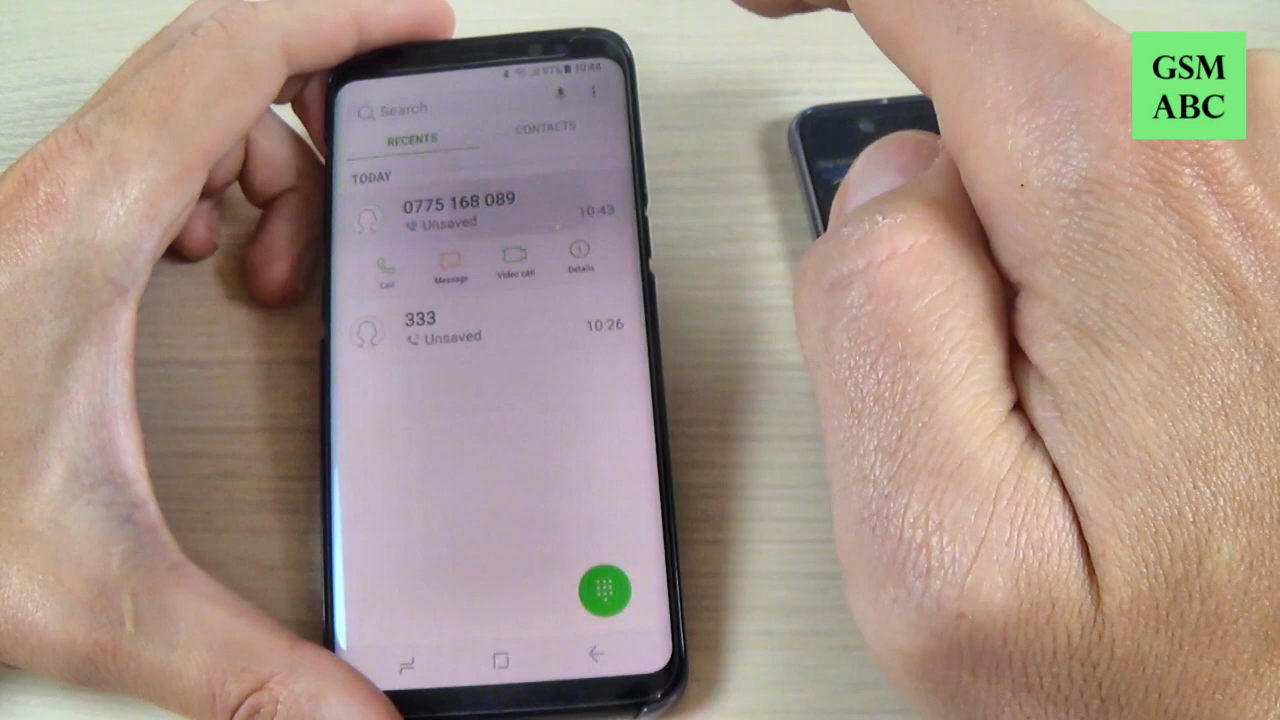 GSM
ABC
97% 10:44
Search
RECENTS CONTACTS
TODAY
0775 168 089
Unsaved 10:43
Call Message Video call Details
333
Unsaved 10:26